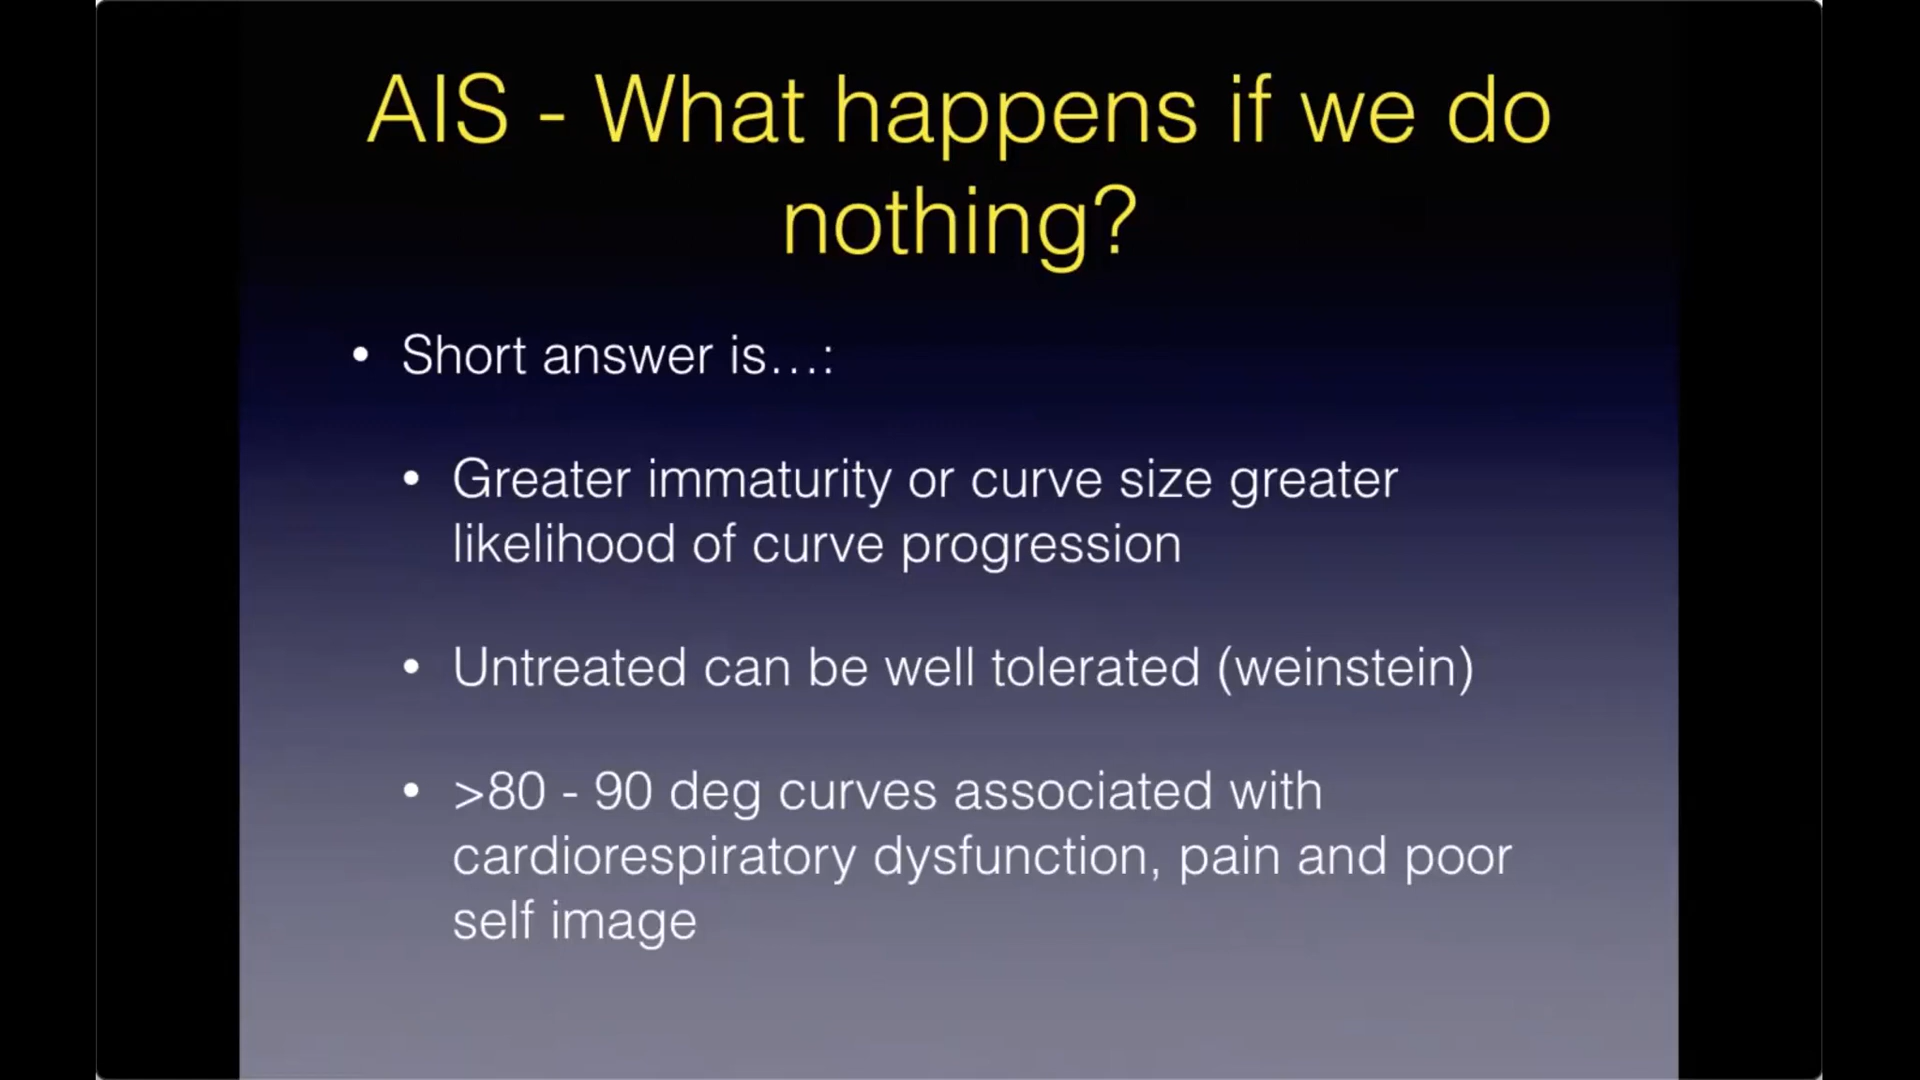 AIS - What happens if we do
nothing?
• Short answer is….:
• Greater immaturity or curve size greater
likelihood of curve progression
• Untreated can be well tolerated (weinstein)
• >80 - 90 deg curves associated with
cardiorespiratory dysfunction, pain and poor
self image